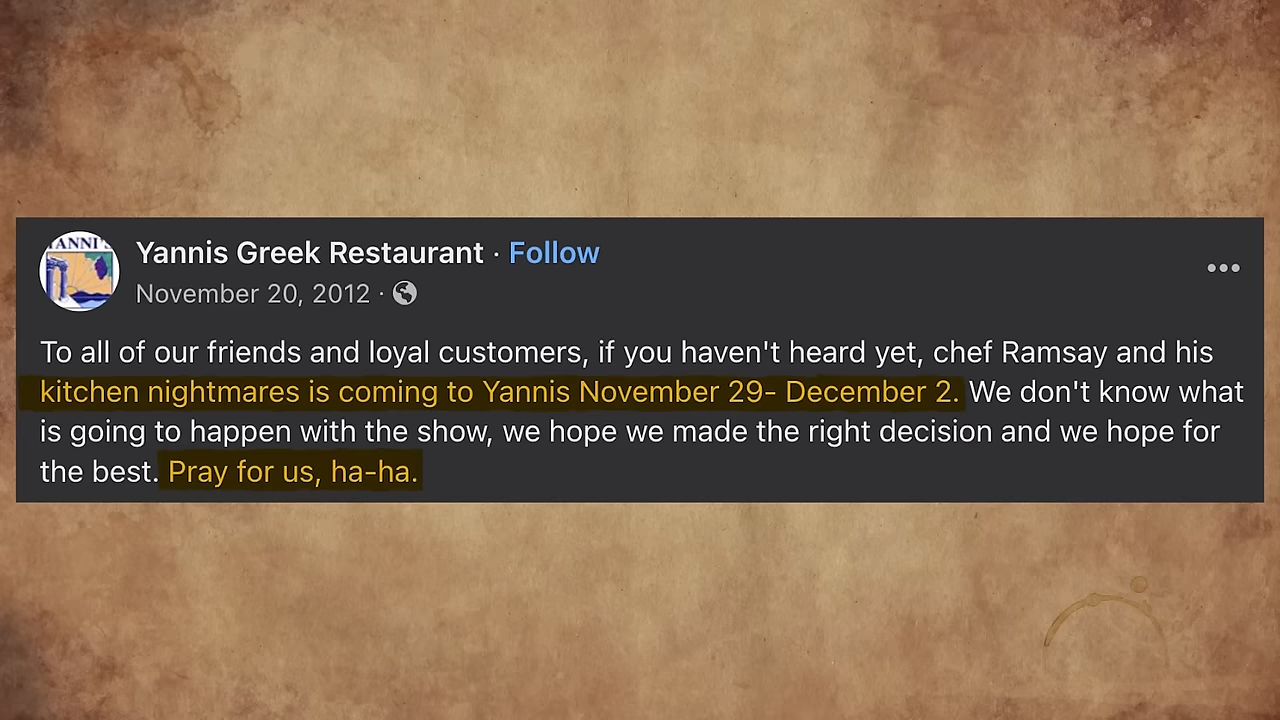 YANNI'S
Yannis Greek Restaurant · Follow
November 20, 2012 ·
To all of our friends and loyal customers, if you haven't heard yet, chef Ramsay and his
kitchen nightmares is coming to Yannis November 29- December 2. We don't know what
is going to happen with the show, we hope we made the right decision and we hope for
the best. Pray for us, ha-ha.